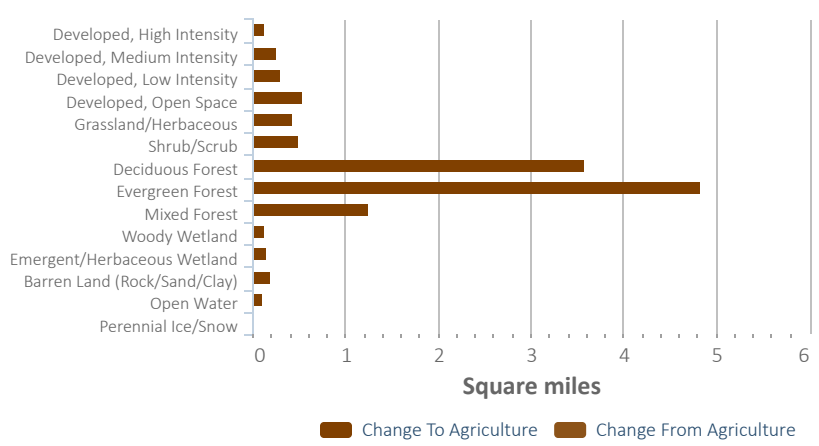 Developed, High Intensity
Developed, Medium Intensity
Developed, Low Intensity
Developed, Open Space
Grassland/Herbaceous
Shrub/Scrub
Deciduous Forest
Evergreen Forest
Mixed Forest
Woody Wetland
Emergent/Herbaceous Wetland
Barren Land (Rock/Sand/Clay)
Open Water
Perennial Ice/Snow
0 1 2 3 4 5 6
Square miles
Change To Agriculture Change From Agriculture